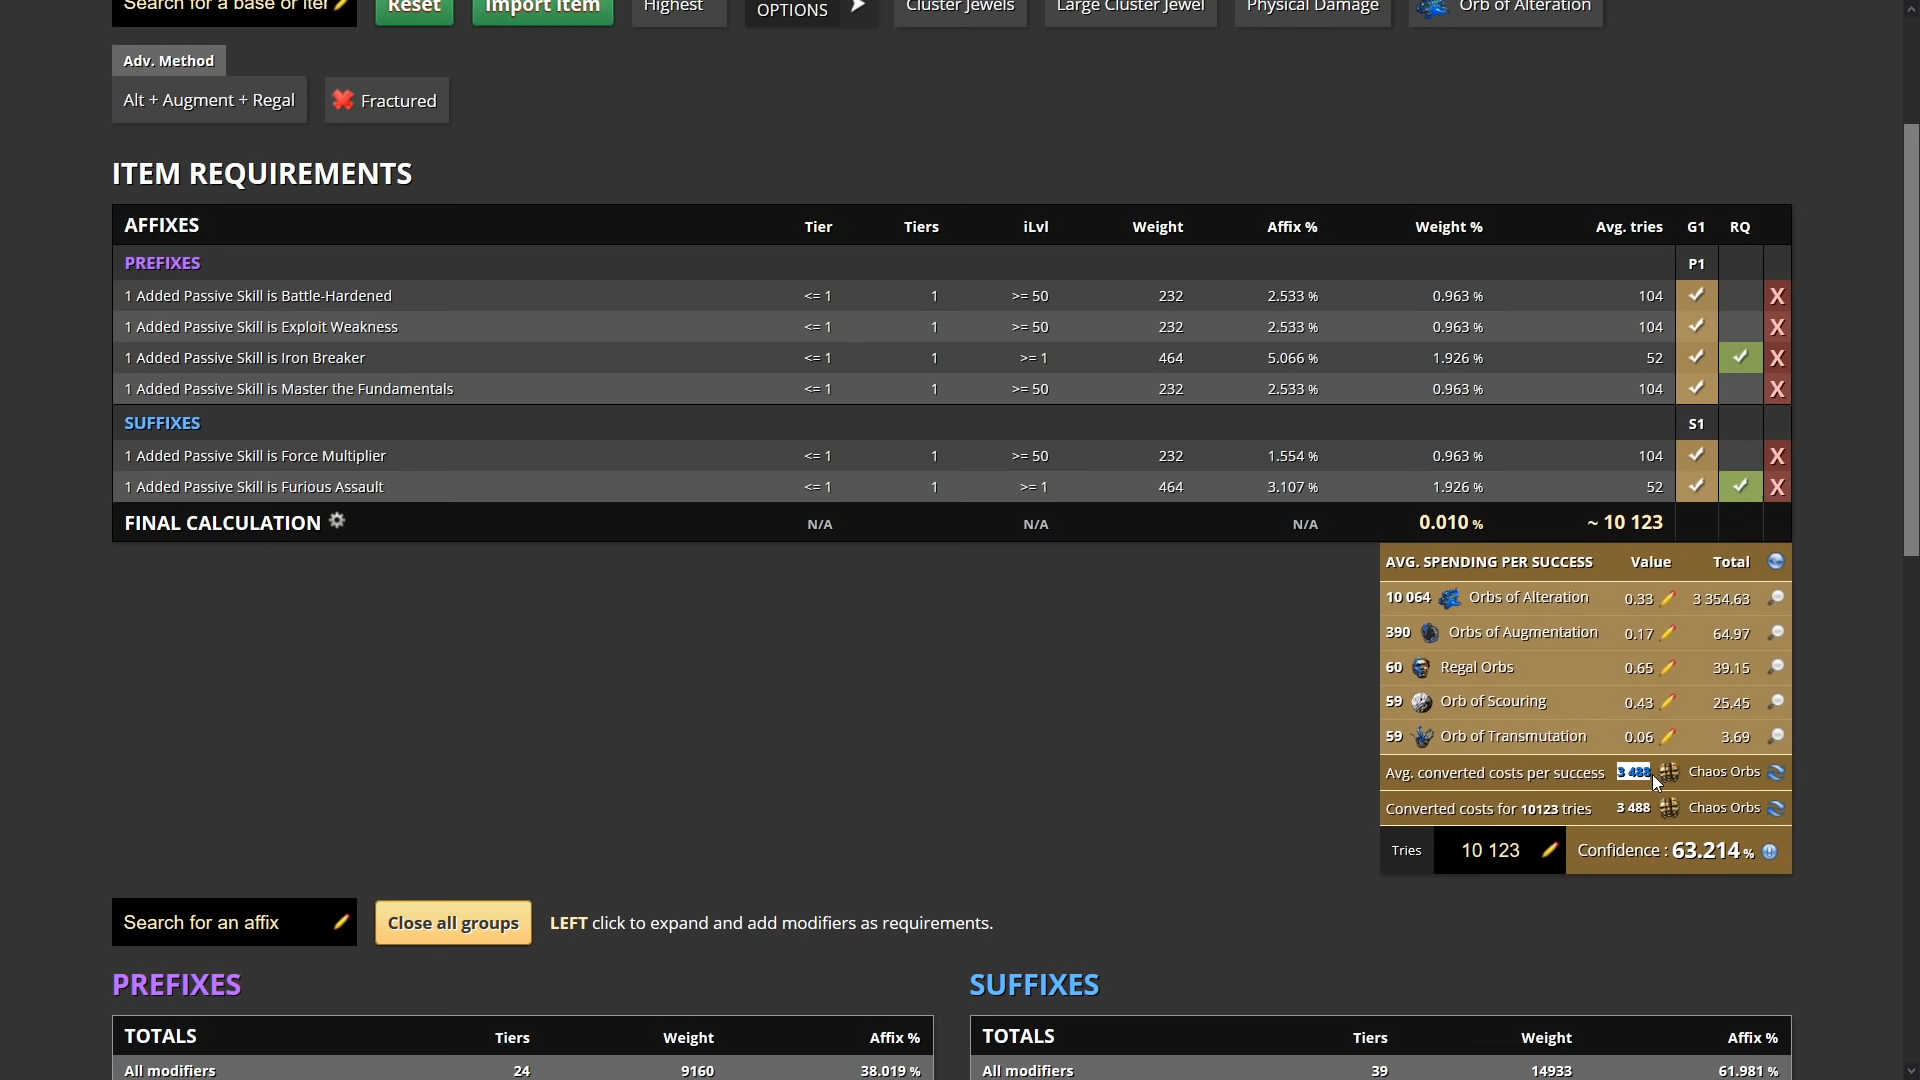 Search for a base or iter
Reset
Import Item
Highest
OPTIONS
Cluster Jewels
Large Cluster Jewel
Physical Damage
Orb of Alteration
Adv. Method
Alt + Augment + Regal
Fractured
ITEM REQUIREMENTS
AFFIXES Tier Tiers iLvl Weight Affix % Weight % Avg. tries G1 RQ
PREFIXES P1
1 Added Passive Skill is Battle-Hardened <= 1 1 >= 50 232 2.533 % 0.963 % 104 X
1 Added Passive Skill is Exploit Weakness <= 1 1 >= 50 232 2.533 % 0.963 % 104 X
1 Added Passive Skill is Iron Breaker <= 1 1 >= 1 464 5.066 % 1.926 % 52 X
1 Added Passive Skill is Master the Fundamentals <= 1 1 >= 50 232 2.533 % 0.963 % 104 X
SUFFIXES S1
1 Added Passive Skill is Force Multiplier <= 1 1 >= 50 232 1.554 % 0.963 % 104 X
1 Added Passive Skill is Furious Assault <= 1 1 >= 1 464 3.107 % 1.926 % 52 X
FINAL CALCULATION N/A N/A N/A 0.010 % ~ 10 123
AVG. SPENDING PER SUCCESS Value Total
10 064 Orbs of Alteration 0.33 3 354.63
390 Orbs of Augmentation 0.17 64.97
60 Regal Orbs 0.65 39.15
59 Orb of Scouring 0.43 25.45
59 Orb of Transmutation 0.06 3.69
Avg. converted costs per success 3 488 Chaos Orbs
Converted costs for 10123 tries 3 488 Chaos Orbs
Tries 10 123 Confidence : 63.214 %
Search for an affix
Close all groups
LEFT click to expand and add modifiers as requirements.
PREFIXES
TOTALS Tiers Weight Affix %
All modifiers 24 9160 38.019 %
SUFFIXES
TOTALS Tiers Weight Affix %
All modifiers 39 14933 61.981 %